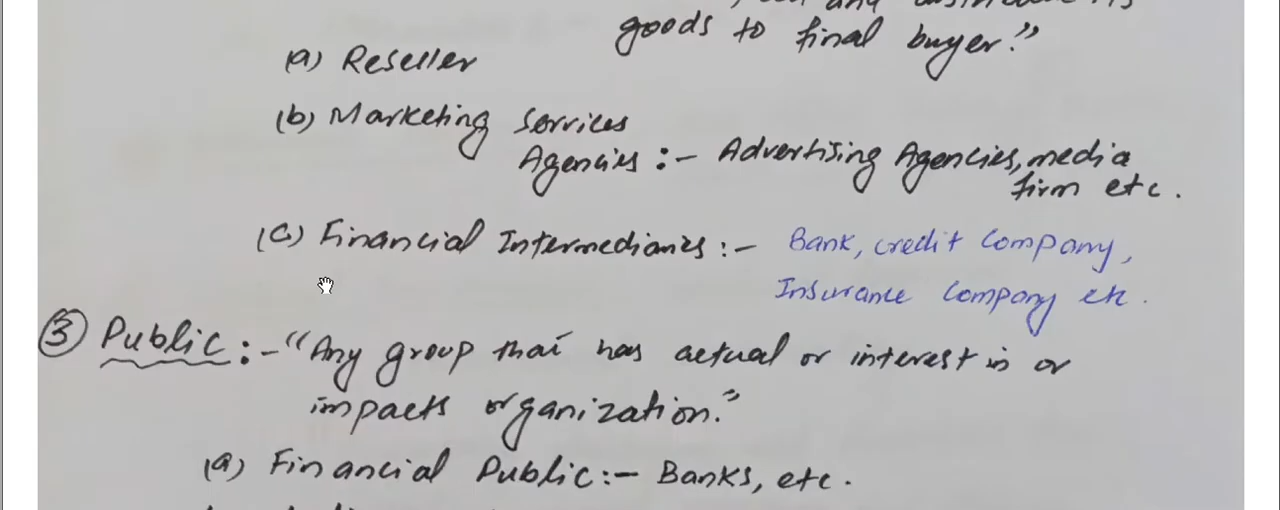 goods to final buyer."
(a) Reseller
(b) Marketing Services
Agencies :- Advertising Agencies, media
firm etc.
(c) Financial Intermediaries :- Bank, credit Company,
Insurance Company etc.
③ Public :- "Any group that has actual or interest in or
impacts organization."
(a) Financial Public :- Banks, etc.